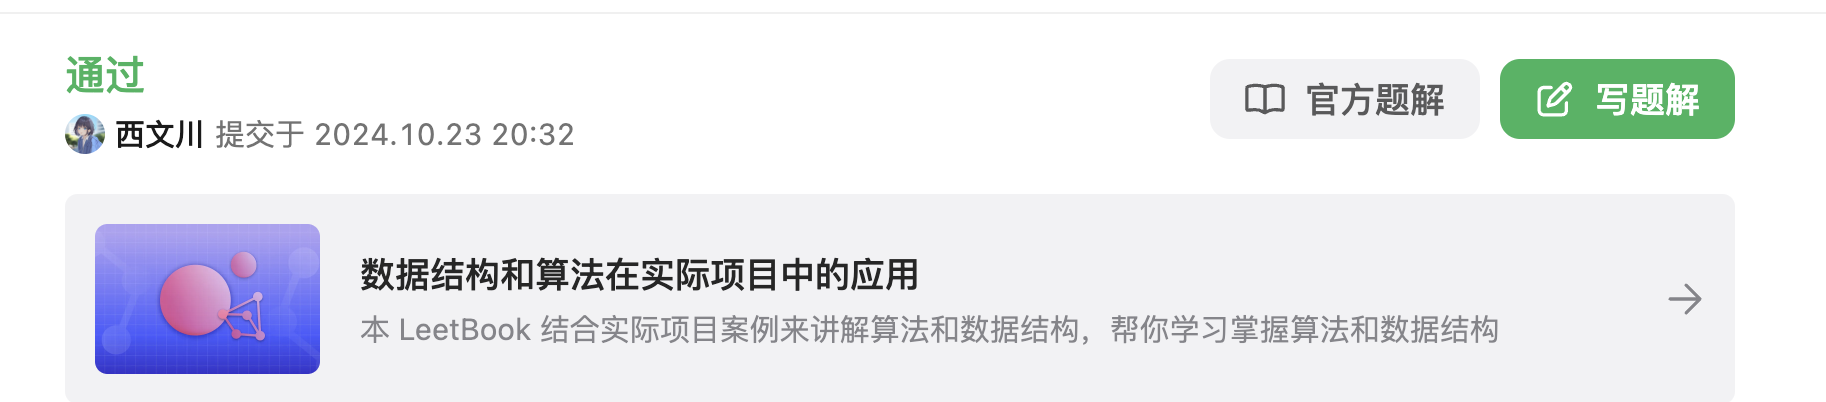 通过
西文川 提交于 2024.10.23 20:32
官方题解
写题解
数据结构和算法在实际项目中的应用
本 LeetBook 结合实际项目案例来讲解算法和数据结构，帮你学习掌握算法和数据结构